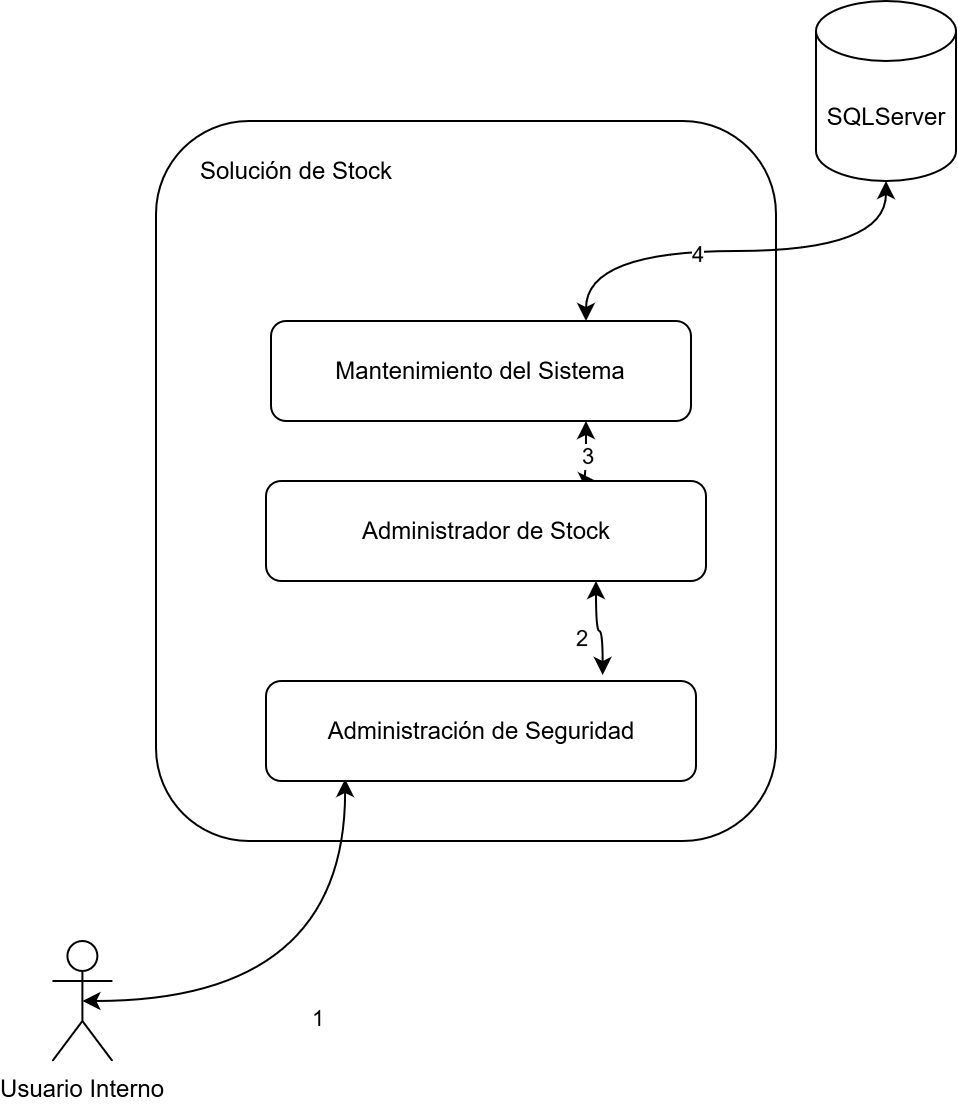 SQLServer
Solución de Stock
4
Mantenimiento del Sistema
3
Administrador de Stock
2
Administración de Seguridad
1
Usuario Interno